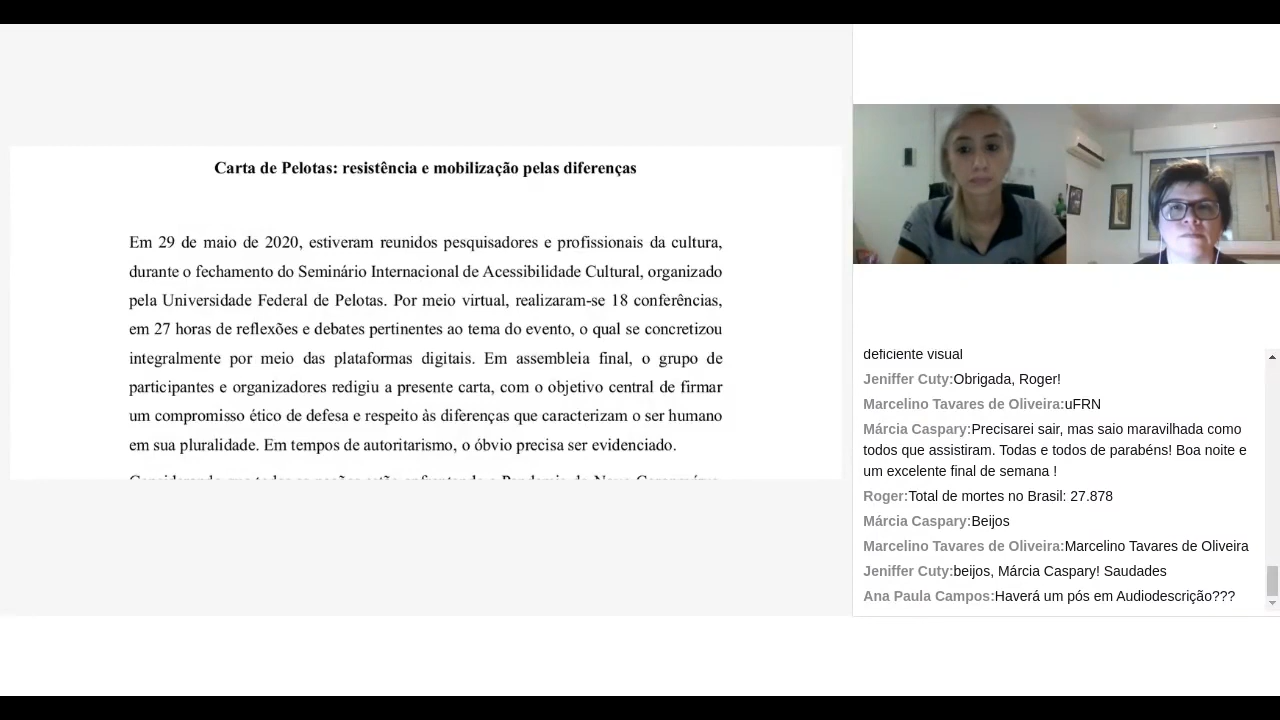 Carta de Pelotas: resistência e mobilização pelas diferenças
Em 29 de maio de 2020, estiveram reunidos pesquisadores e profissionais da cultura,
durante o fechamento do Seminário Internacional de Acessibilidade Cultural, organizado
pela Universidade Federal de Pelotas. Por meio virtual, realizaram-se 18 conferências,
em 27 horas de reflexões e debates pertinentes ao tema do evento, o qual se concretizou
integralmente por meio das plataformas digitais. Em assembleia final, o grupo de
participantes e organizadores redigiu a presente carta, com o objetivo central de firmar
um compromisso ético de defesa e respeito às diferenças que caracterizam o ser humano
em sua pluralidade. Em tempos de autoritarismo, o óbvio precisa ser evidenciado.
deficiente visual
Jeniffer Cuty:Obrigada, Roger!
Marcelino Tavares de Oliveira:uFRN
Márcia Caspary:Precisarei sair, mas saio maravilhada como
todos que assistiram. Todas e todos de parabéns! Boa noite e
um excelente final de semana !
Roger:Total de mortes no Brasil: 27.878
Márcia Caspary:Beijos
Marcelino Tavares de Oliveira:Marcelino Tavares de Oliveira
Jeniffer Cuty:beijos, Márcia Caspary! Saudades
Ana Paula Campos:Haverá um pós em Audiodescrição???